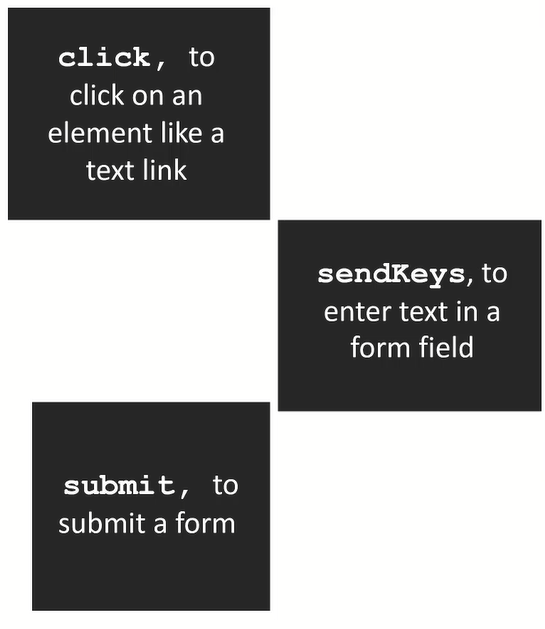 click, to
click on an
element like a
text link
sendKeys, to
enter text in a
form field
submit, to
submit a form